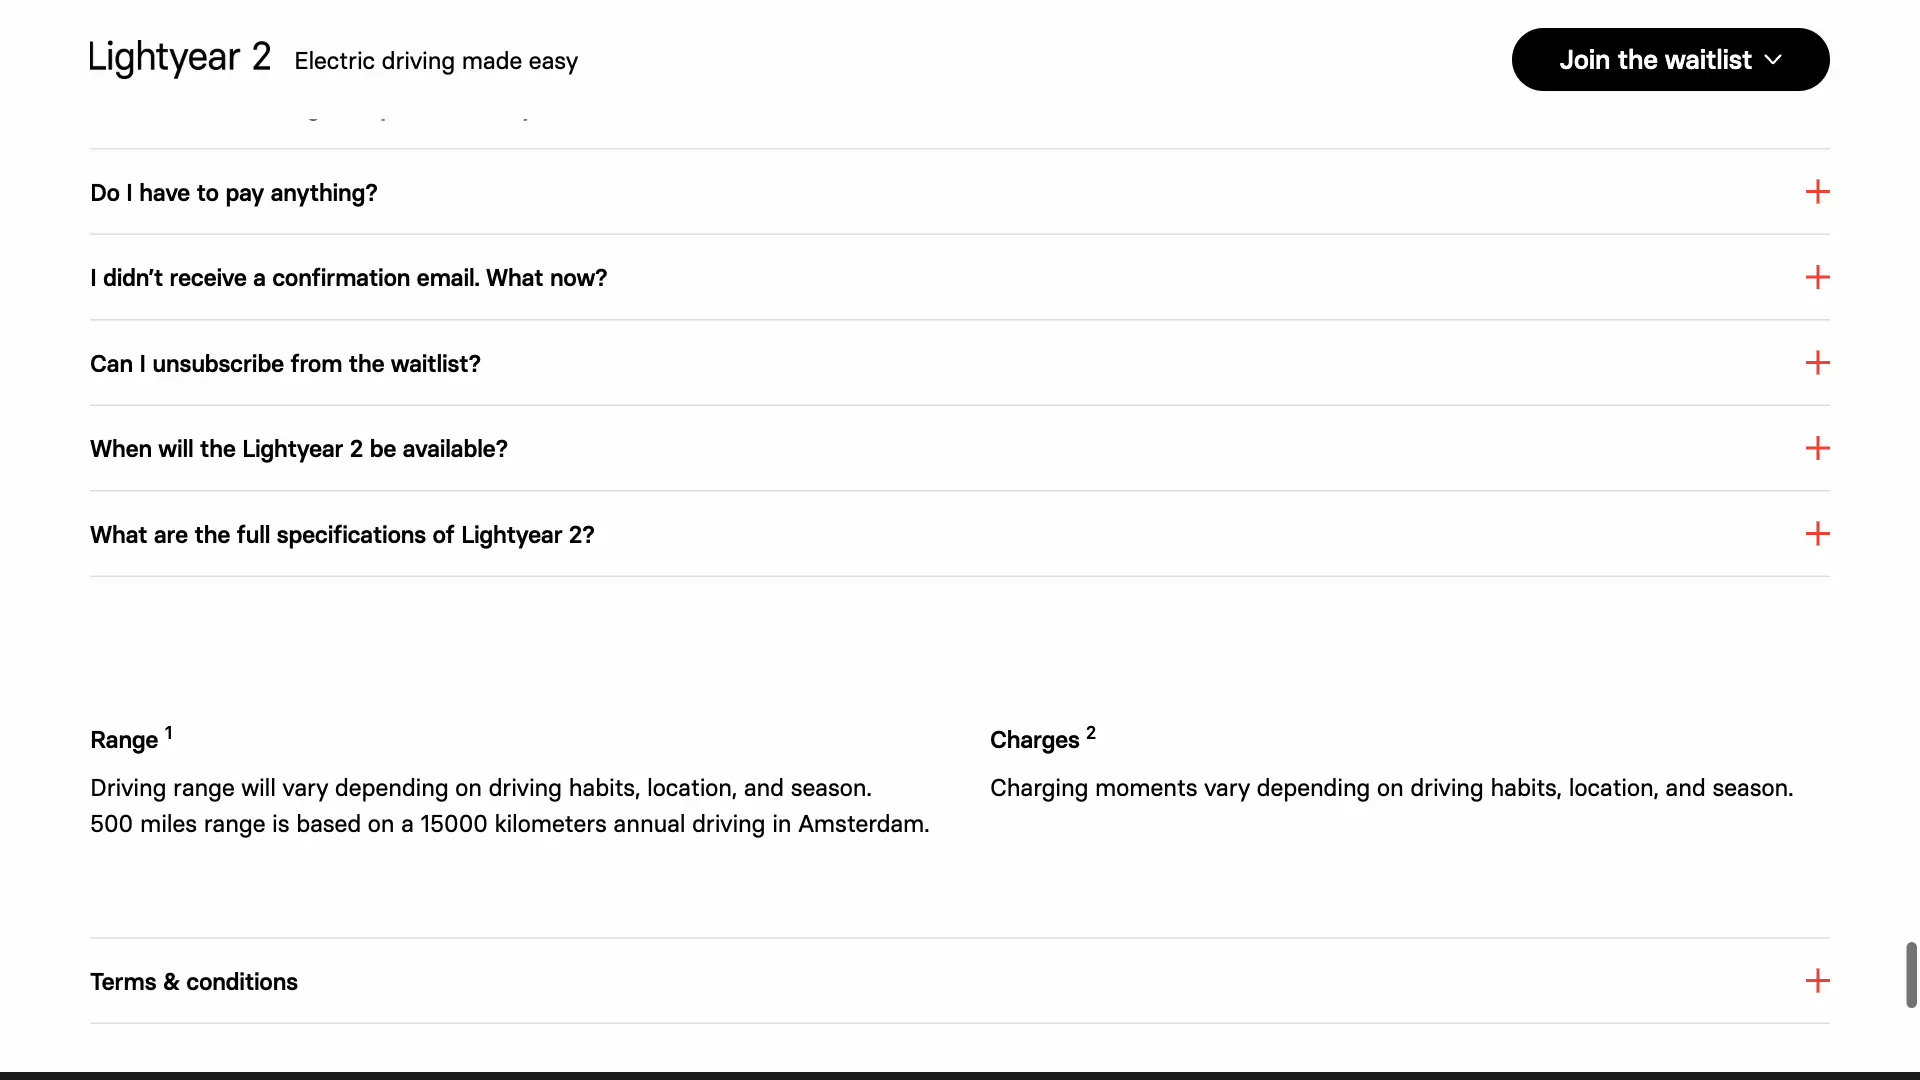 Lightyear 2 Electric driving made easy
Join the waitlist
Do I have to pay anything?
I didn't receive a confirmation email. What now?
Can I unsubscribe from the waitlist?
When will the Lightyear 2 be available?
What are the full specifications of Lightyear 2?
Range 1
Driving range will vary depending on driving habits, location, and season.
500 miles range is based on a 15000 kilometers annual driving in Amsterdam.
Charges 2
Charging moments vary depending on driving habits, location, and season.
Terms & conditions